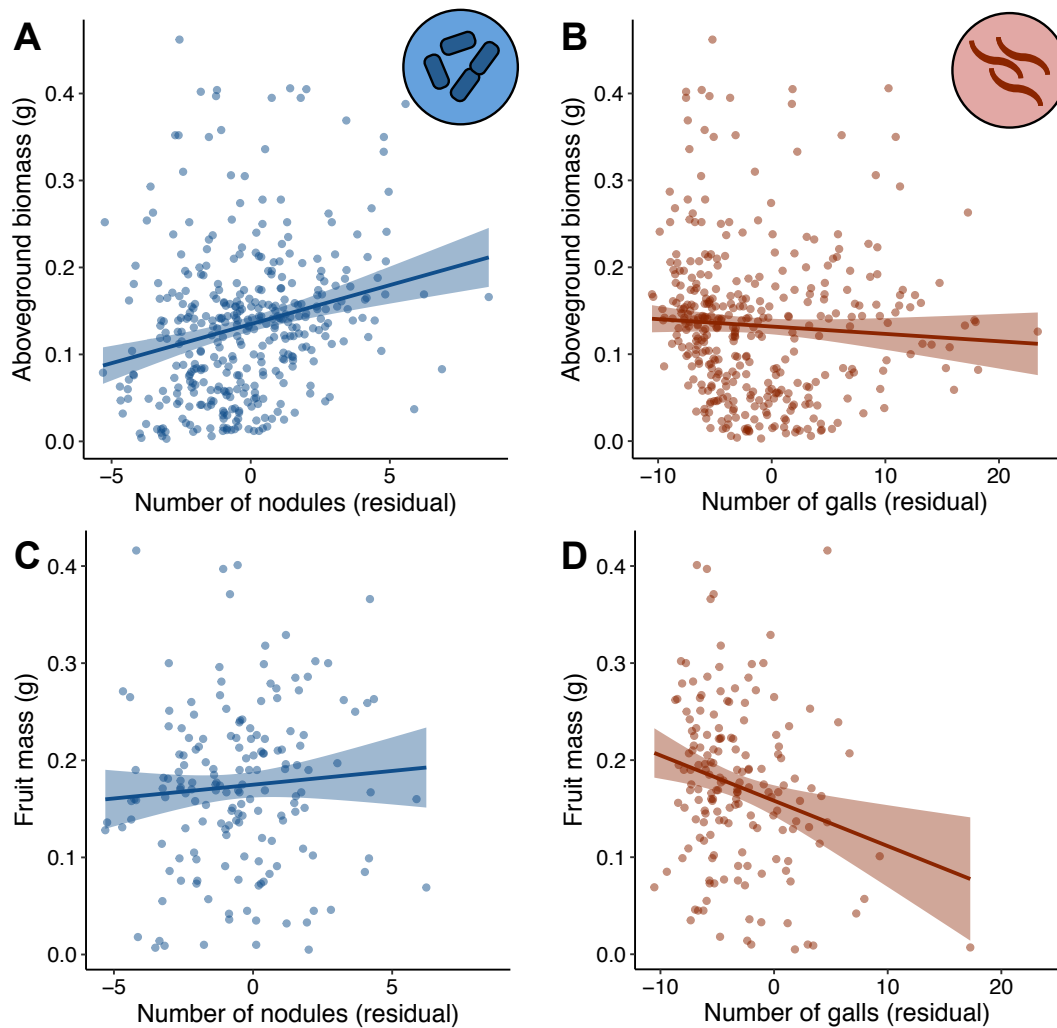 A
Aboveground biomass (g)
0.4
0.3
0.2
0.1
0.0
−5
0
5
Number of nodules (residual)
B
Aboveground biomass (g)
0.4
0.3
0.2
0.1
0.0
−10
0
10
20
Number of galls (residual)
C
Fruit mass (g)
0.4
0.3
0.2
0.1
0.0
−5
0
5
Number of nodules (residual)
D
Fruit mass (g)
0.4
0.3
0.2
0.1
0.0
−10
0
10
20
Number of galls (residual)